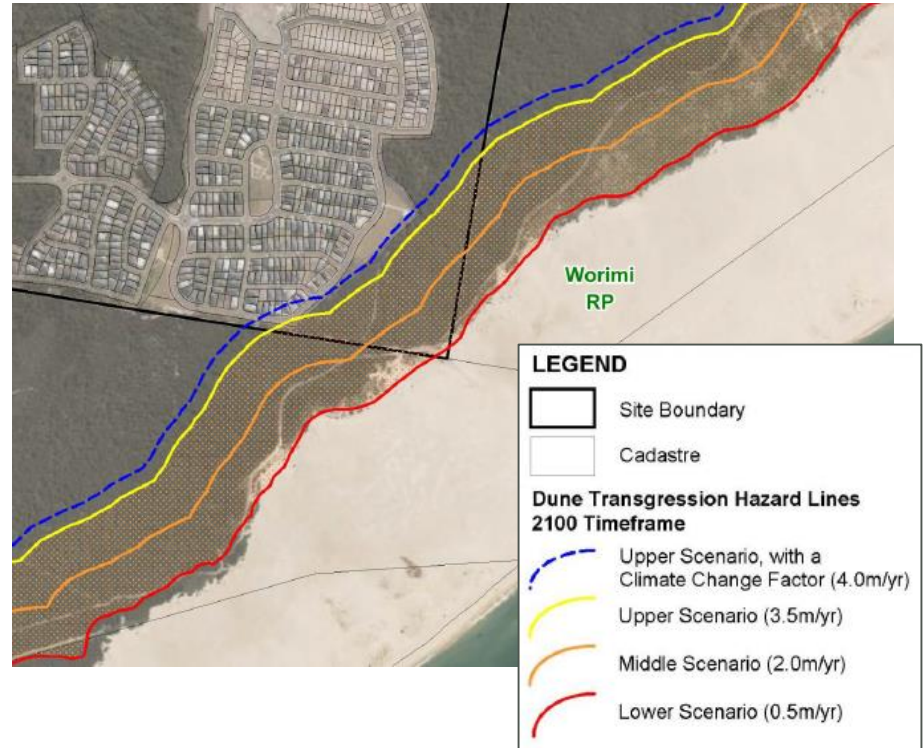 Worimi
RP
LEGEND
Site Boundary
Cadastre
Dune Transgression Hazard Lines
2100 Timeframe
Upper Scenario, with a
Climate Change Factor (4.0m/yr)
Upper Scenario (3.5m/yr)
Middle Scenario (2.0m/yr)
Lower Scenario (0.5m/yr)